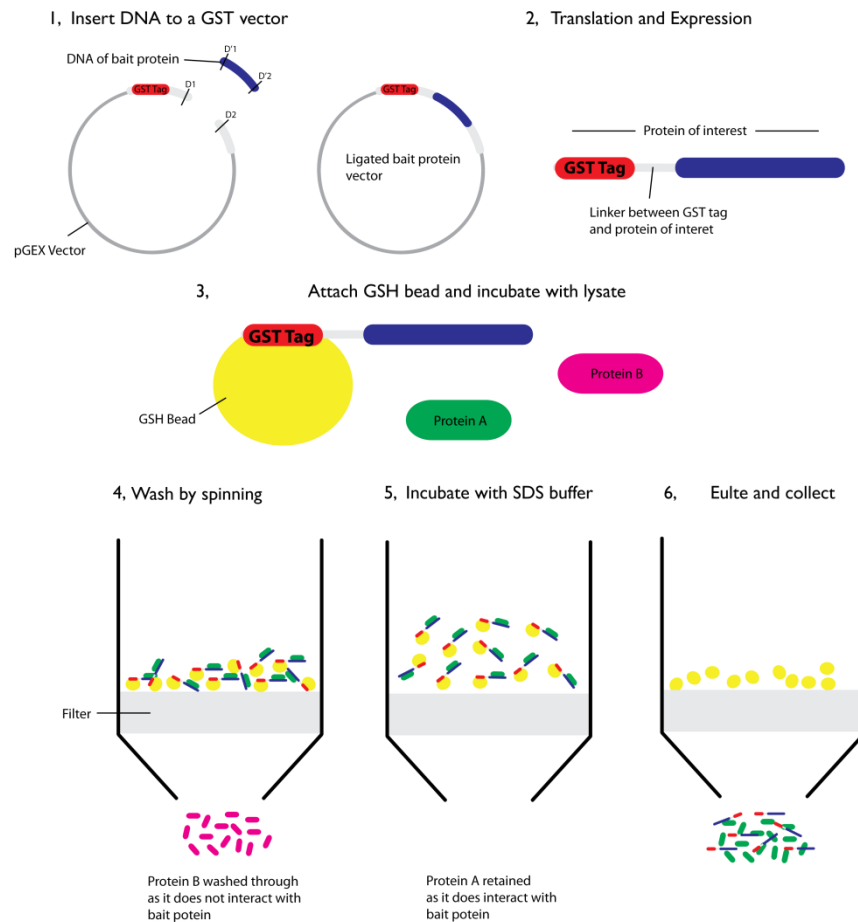 1, Insert DNA to a GST vector
2, Translation and Expression
DNA of bait protein
D'1
D'2
GST Tag
D1
D2
pGEX Vector
GST Tag
Ligated bait protein
vector
Protein of interest
GST Tag
Linker between GST tag
and protein of interet
3, Attach GSH bead and incubate with lysate
GST Tag
Protein B
GSH Bead
Protein A
4, Wash by spinning
5, Incubate with SDS buffer
6, Eulte and collect
Filter
Protein B washed through
as it does not interact with
bait potein
Protein A retained
as it does interact with
bait potein